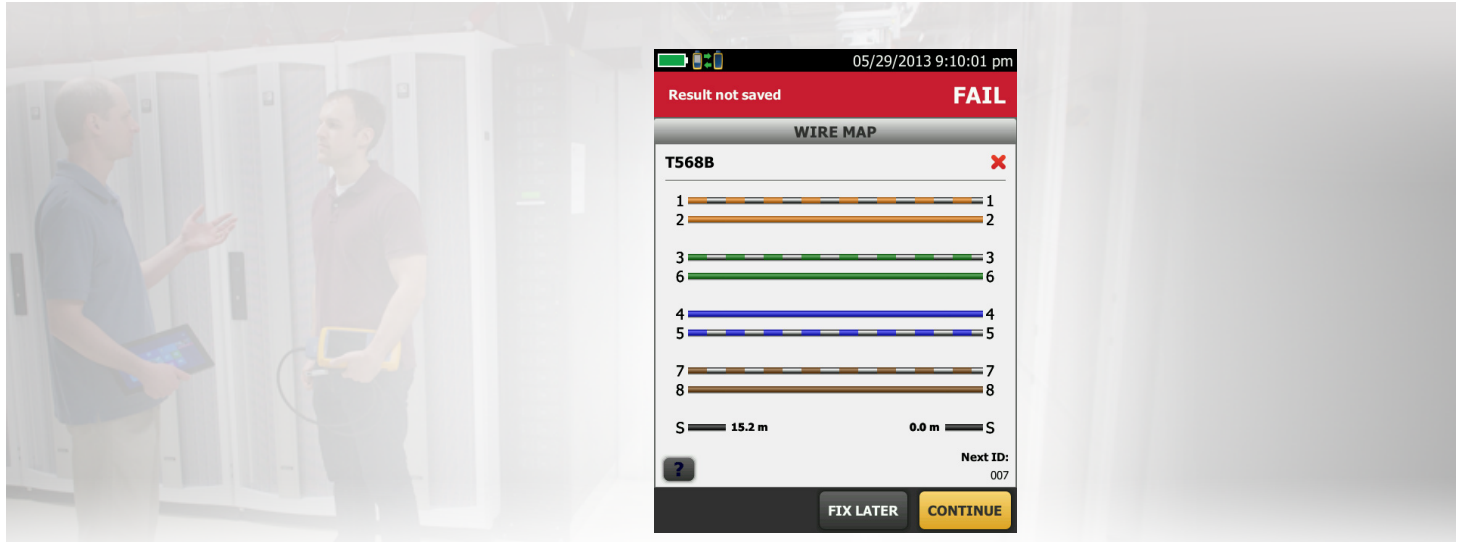 05/29/2013 9:10:01 pm
Result not saved FAIL
WIRE MAP
T568B
1 1
2 2
3 3
6 6
4 4
5 5
7 7
8 8
S 15.2 m 0.0 m S
? Next ID:
007
FIX LATER CONTINUE